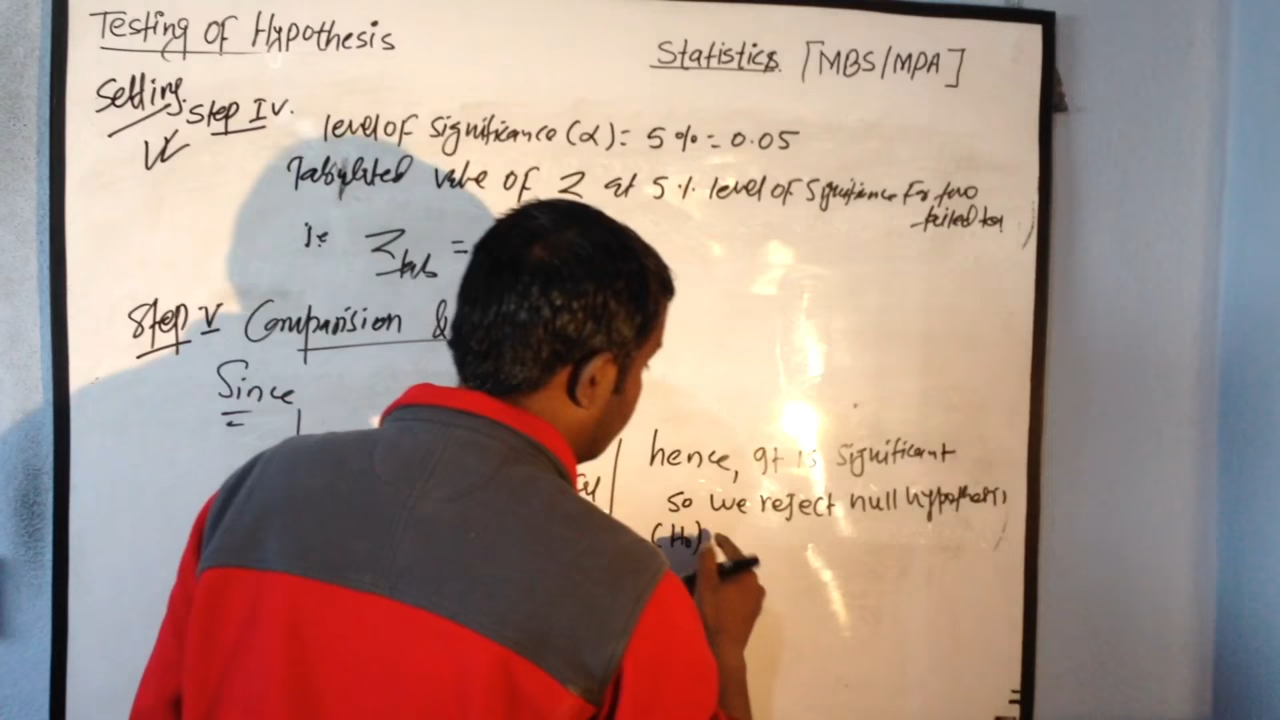 Testing of Hypothesis
Statistics [MBS/MPA]
Setting
Step IV.
level of significance (α) = 5% = 0.05
Tabulated value of Z at 5% level of significance for two
tailed test
is Ztab =
Step V Comparision &
Since
hence, It is significant
so we reject null hypothesis
(H₀)